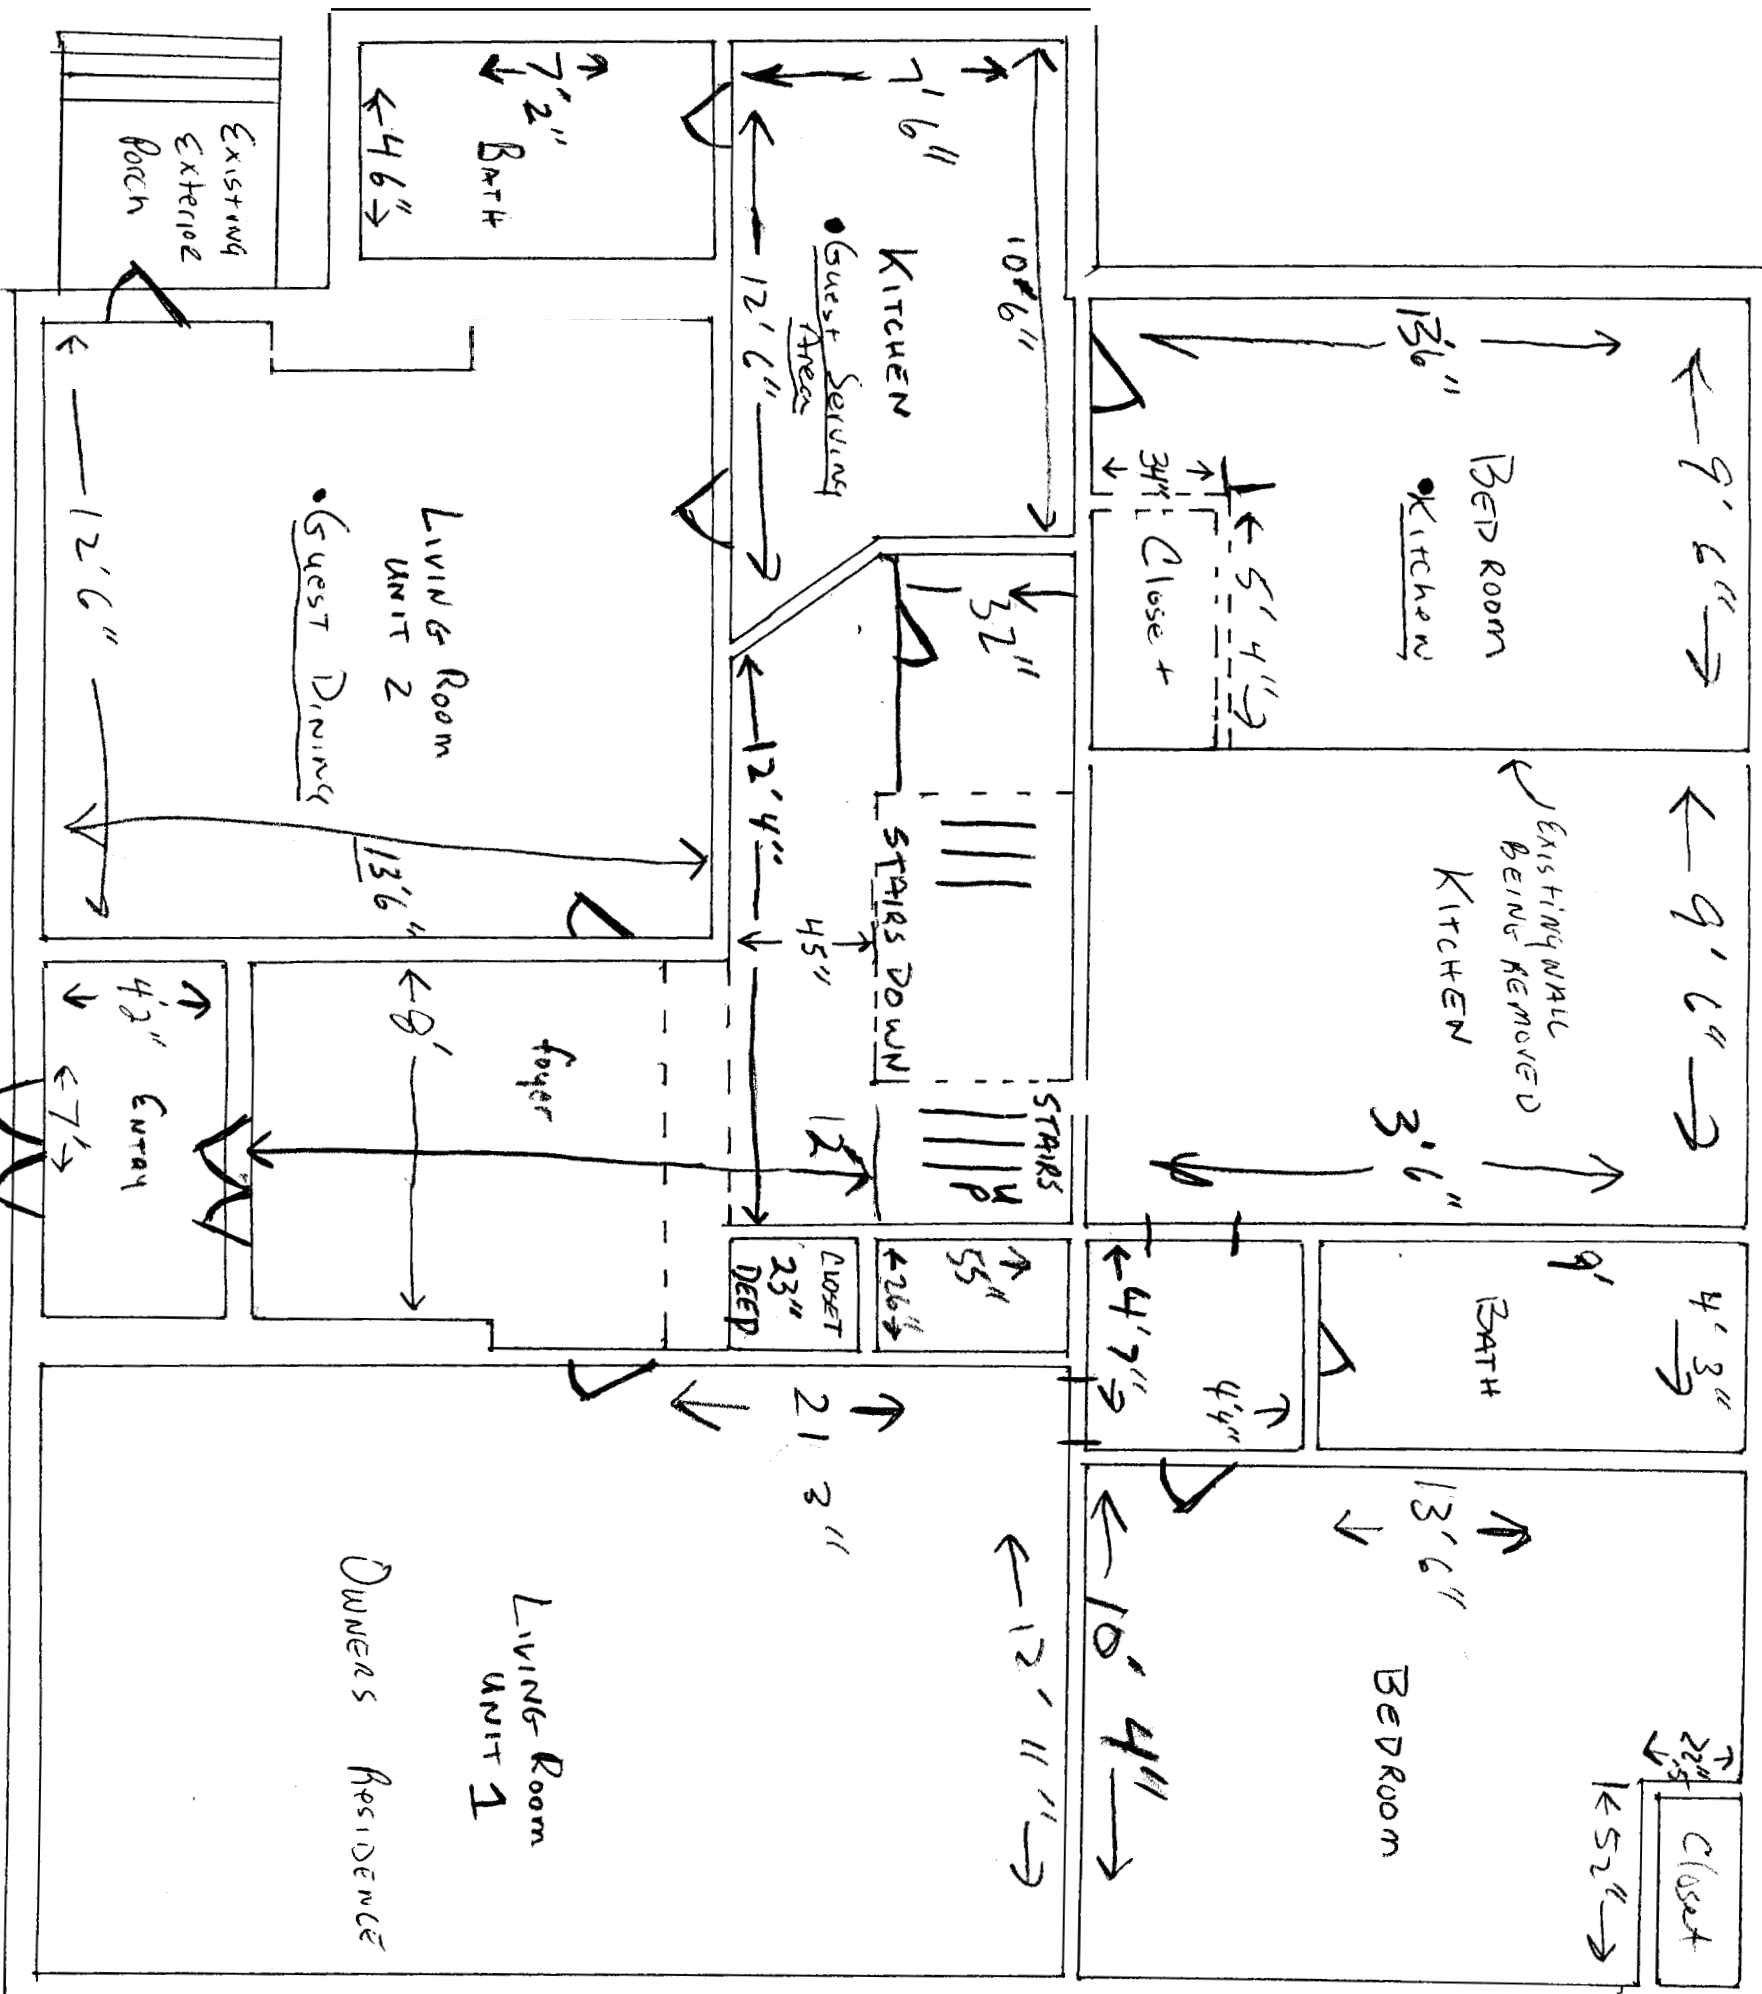 Existing
Exterior
Porch
7' 2"
BATH
←4 6"→
7' 6"
10' 6"
KITCHEN
• Guest Serving
Area
12' 6"
13'6"
← 9' 6" →
BEDROOM
• Kitchen
34"
← 5' 4" →
Close+
32"
LIVING ROOM
UNIT 2
• Guest Dining
12' 6"
13'6"
12' 4"
45"
STAIRS DOWN
STAIRS
UP
12'
← 9' 6" →
EXISTING WALL
BEING REMOVED
KITCHEN
3' 6"
4'2"
ENTRY
←7'→
←8'
foyer
CLOSET
23"
DEEP
55"
←26"→
←4'7"→
4'4"
9'
BATH
4' 3"
→
21 3"
← 12' 11" →
LIVING ROOM
UNIT 1
OWNERS RESIDENCE
13' 6"
← 10' 4" →
BEDROOM
22"
←52"→
Closet